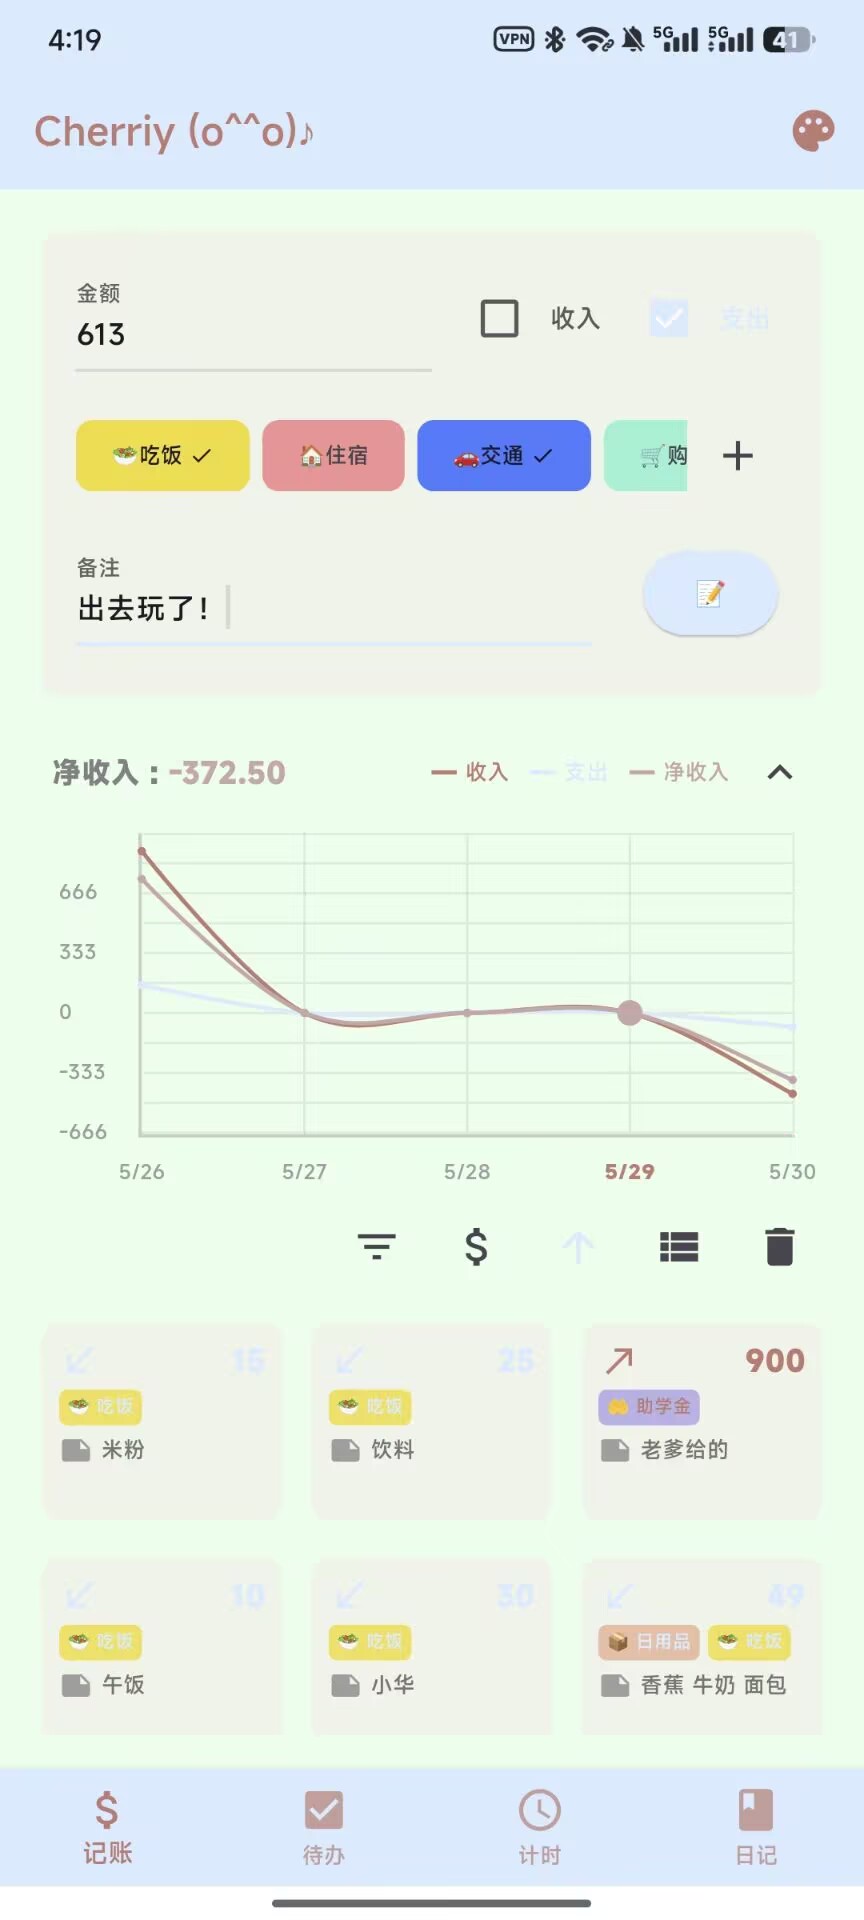 4:19 VPN 5G 5G 41
Cherriy (o^^o)♪
金额
613
收入 支出
🥗吃饭 ✓ 🏠住宿 🚗交通 ✓ 🛒购 +
备注
出去玩了！
📝
净收入：-372.50 收入 支出 净收入
666
333
0
-333
-666
5/26 5/27 5/28 5/29 5/30
$
15 25 900
🥗 吃饭 🥗 吃饭 🤲 助学金
米粉 饮料 老爹给的
10 30 49
🥗 吃饭 🥗 吃饭 📦 日用品 🥗 吃饭
午饭 小华 香蕉 牛奶 面包
$
记账 待办 计时 日记